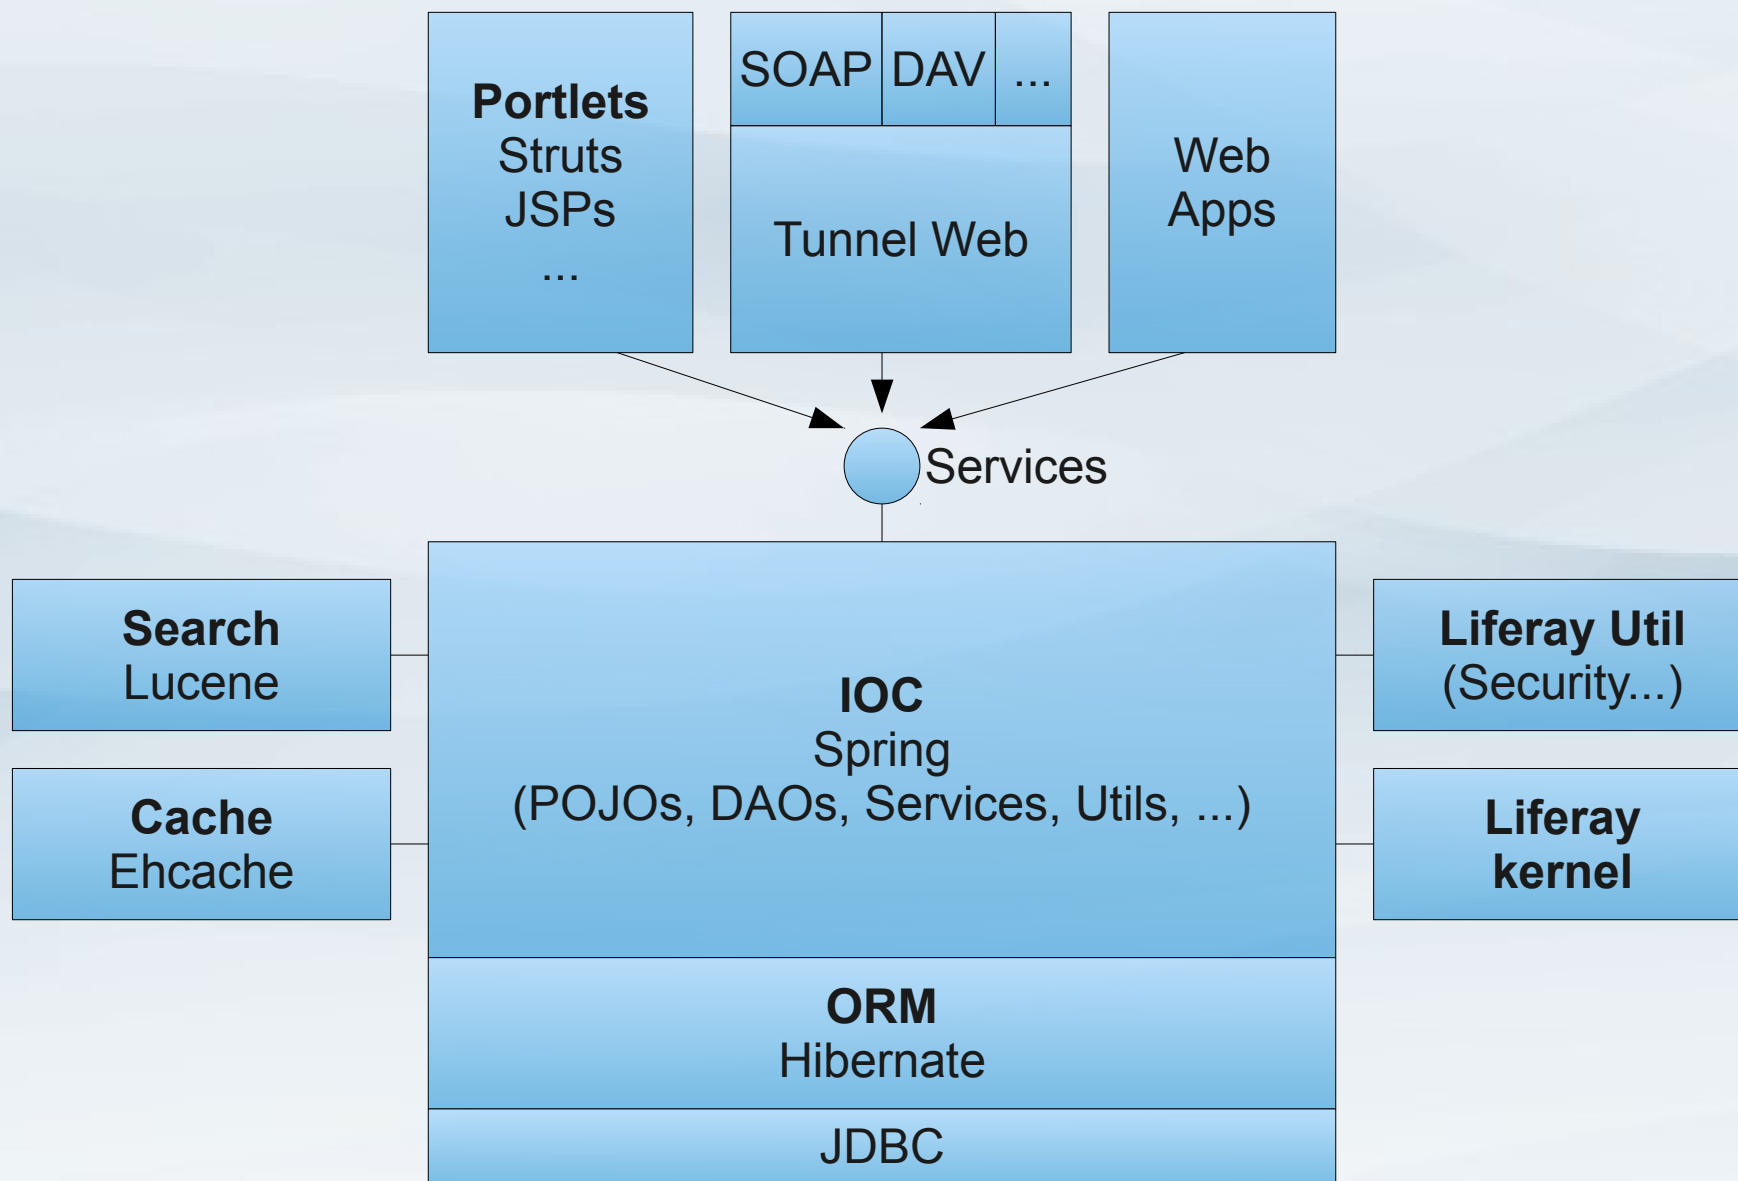 Portlets
Struts
JSPs
...
SOAP
DAV
...
Tunnel Web
Web
Apps
Services
Search
Lucene
Cache
Ehcache
IOC
Spring
(POJOs, DAOs, Services, Utils, ...)
Liferay Util
(Security...)
Liferay
kernel
ORM
Hibernate
JDBC